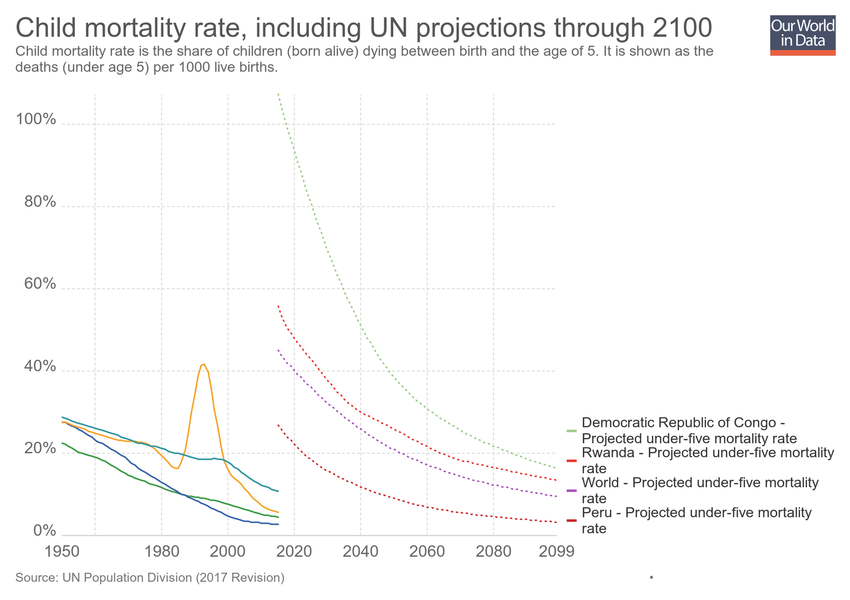 Child mortality rate, including UN projections through 2100
Our World
in Data
Child mortality rate is the share of children (born alive) dying between birth and the age of 5. It is shown as the
deaths (under age 5) per 1000 live births.
100%
80%
60%
40%
20%
0%
1950
1980
2000
2020
2040
2060
2080
2099
Democratic Republic of Congo -
Projected under-five mortality rate
Rwanda - Projected under-five mortality
rate
World - Projected under-five mortality
rate
Peru - Projected under-five mortality
rate
Source: UN Population Division (2017 Revision)